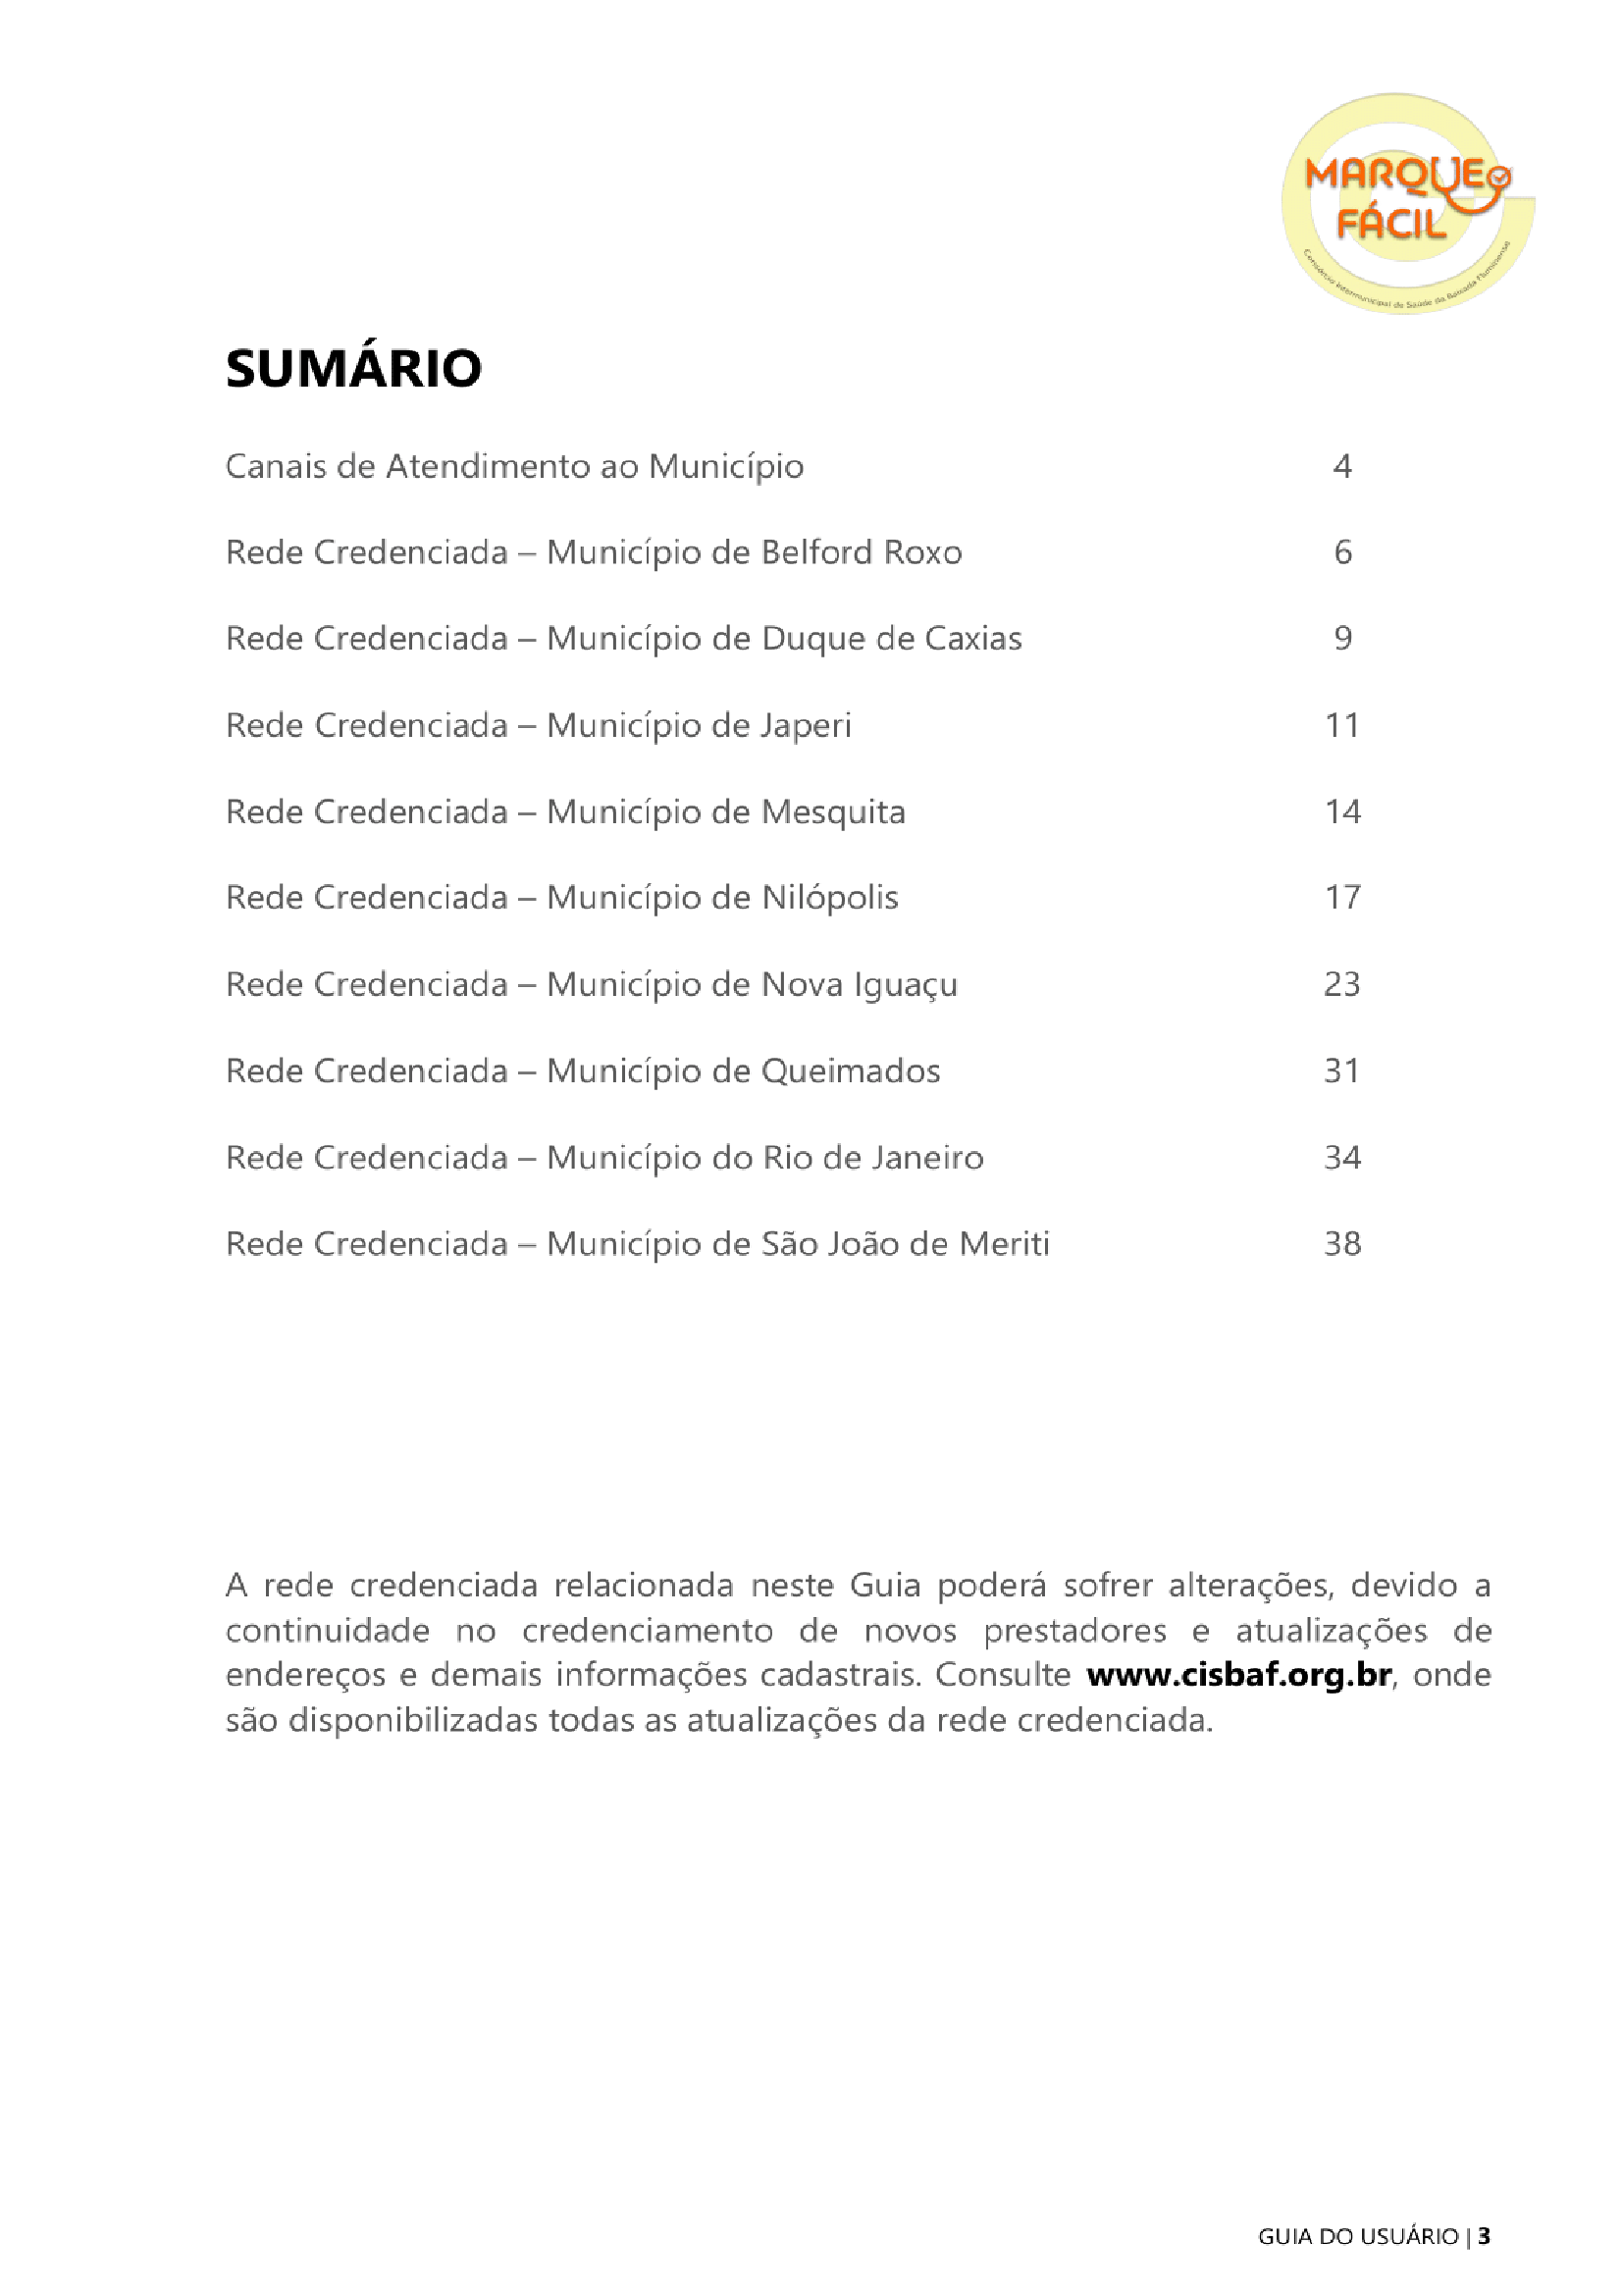 MARQUE
FÁCIL
Consórcio Intermunicipal de Saúde da Baixada Fluminense
SUMÁRIO
Canais de Atendimento ao Município 4
Rede Credenciada – Município de Belford Roxo 6
Rede Credenciada – Município de Duque de Caxias 9
Rede Credenciada – Município de Japeri 11
Rede Credenciada – Município de Mesquita 14
Rede Credenciada – Município de Nilópolis 17
Rede Credenciada – Município de Nova Iguaçu 23
Rede Credenciada – Município de Queimados 31
Rede Credenciada – Município do Rio de Janeiro 34
Rede Credenciada – Município de São João de Meriti 38
A rede credenciada relacionada neste Guia poderá sofrer alterações, devido a
continuidade no credenciamento de novos prestadores e atualizações de
endereços e demais informações cadastrais. Consulte www.cisbaf.org.br, onde
são disponibilizadas todas as atualizações da rede credenciada.
GUIA DO USUÁRIO | 3